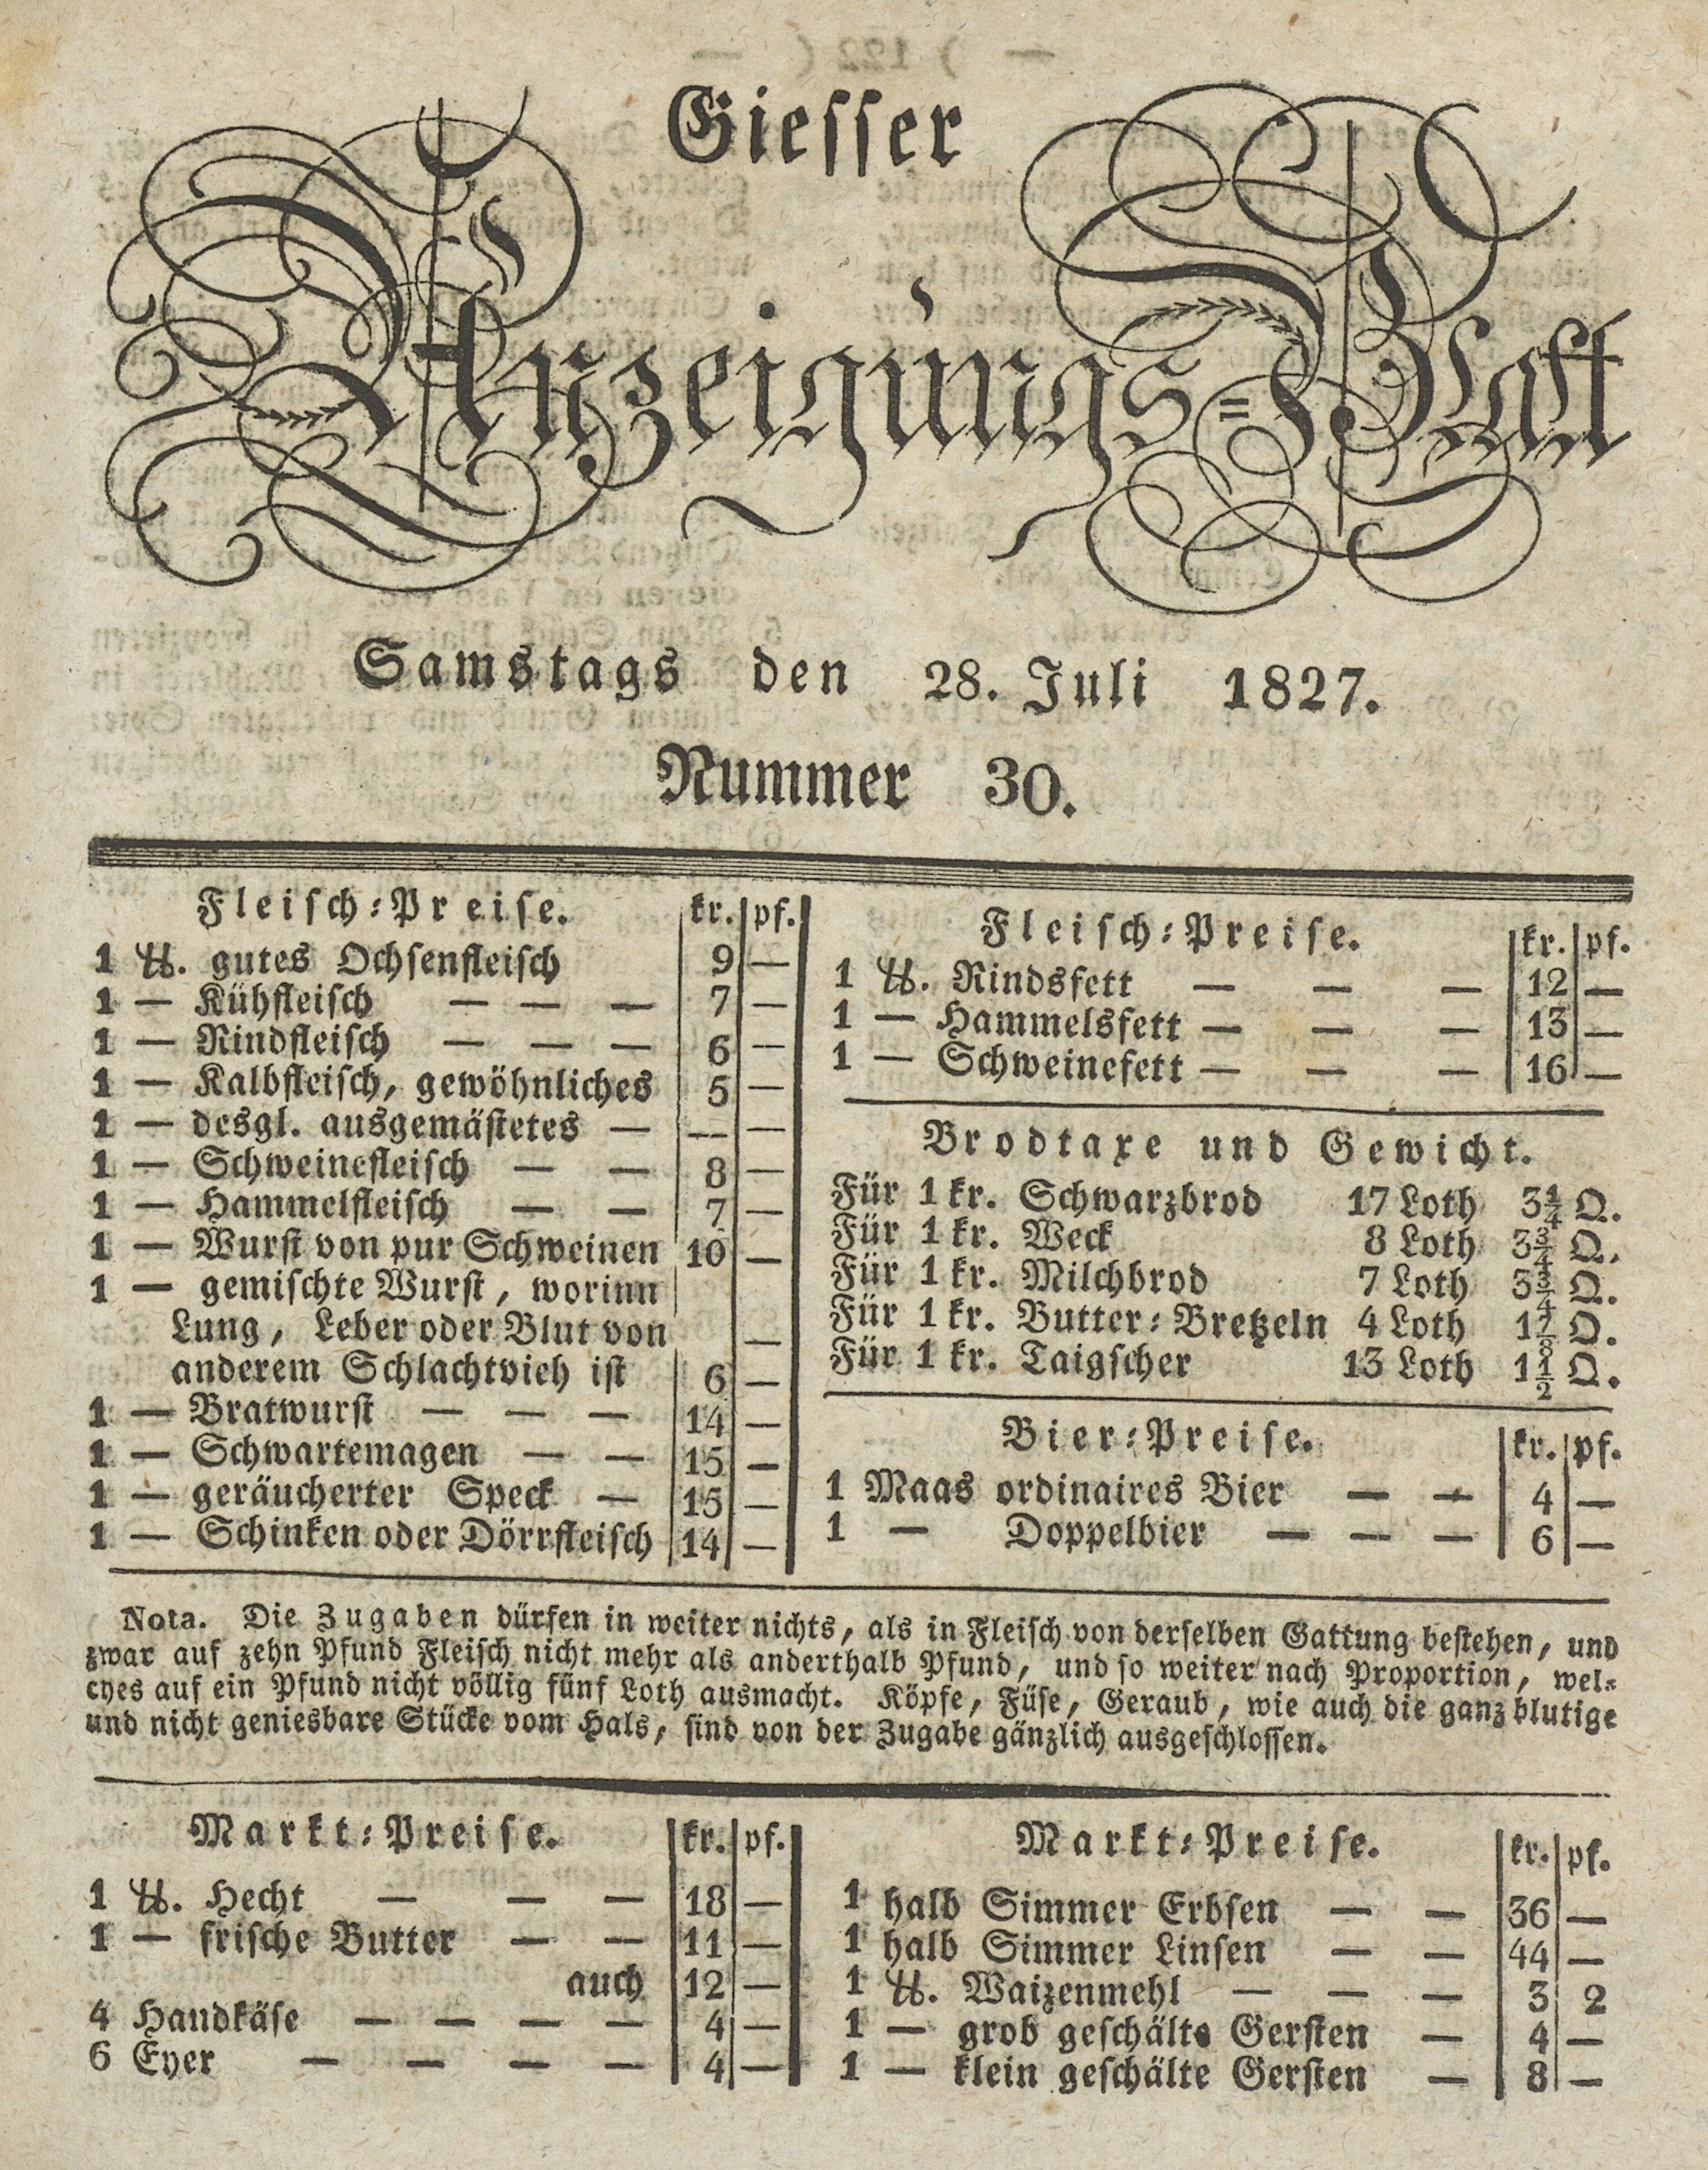 Giesser
Anzeigungs=Blatt
Samstags den 28. Juli 1827.
Nummer 30.
Fleisch=Preise. kr. pf.
1 ℔. gutes Ochsenfleisch 9 —
1 — Kühfleisch — — — 7 —
1 — Rindfleisch — — — 6 —
1 — Kalbfleisch, gewöhnliches 5 —
1 — desgl. ausgemästetes — — —
1 — Schweinefleisch — — 8 —
1 — Hammelfleisch — — 7 —
1 — Wurst von pur Schweinen 10 —
1 — gemischte Wurst, worinn
Lung, Leber oder Blut von —
anderem Schlachtvieh ist 6 —
1 — Bratwurst — — — 14 —
1 — Schwartemagen — — 15 —
1 — geräucherter Speck — 15 —
1 — Schinken oder Dörrfleisch 14 —
Fleisch=Preise. kr. pf.
1 ℔. Rindsfett — — — 12 —
1 — Hammelsfett — — — 13 —
1 — Schweinefett — — — 16 —
Brodtaxe und Gewicht.
Für 1 kr. Schwarzbrod 17 Loth 3¼ Q.
Für 1 kr. Weck 8 Loth 3¾ Q.
Für 1 kr. Milchbrod 7 Loth 3¾ Q.
Für 1 kr. Butter=Bretzeln 4 Loth 1⅞ Q.
Für 1 kr. Taigscher 13 Loth 1½ Q.
Bier=Preise. kr. pf.
1 Maas ordinaires Bier — — 4 —
1 — Doppelbier — — — 6 —
Nota. Die Zugaben dürfen in weiter nichts, als in Fleisch von derselben Gattung bestehen, und
zwar auf zehn Pfund Fleisch nicht mehr als anderthalb Pfund, und so weiter nach Proportion, wel=
ches auf ein Pfund nicht völlig fünf Loth ausmacht. Köpfe, Füse, Geraub, wie auch die ganz blutige
und nicht geniesbare Stücke vom Hals, sind von der Zugabe gänzlich ausgeschlossen.
Markt=Preise. kr. pf.
1 ℔. Hecht — — — 18 —
1 — frische Butter — — 11 —
auch 12 —
4 Handkäse — — — — 4 —
6 Eyer — — — — 4 —
Markt=Preise. kr. pf.
1 halb Simmer Erbsen — — 36 —
1 halb Simmer Linsen — — 44 —
1 ℔. Waizenmehl — — — 3 2
1 — grob geschälte Gersten — 4 —
1 — klein geschälte Gersten — 8 —